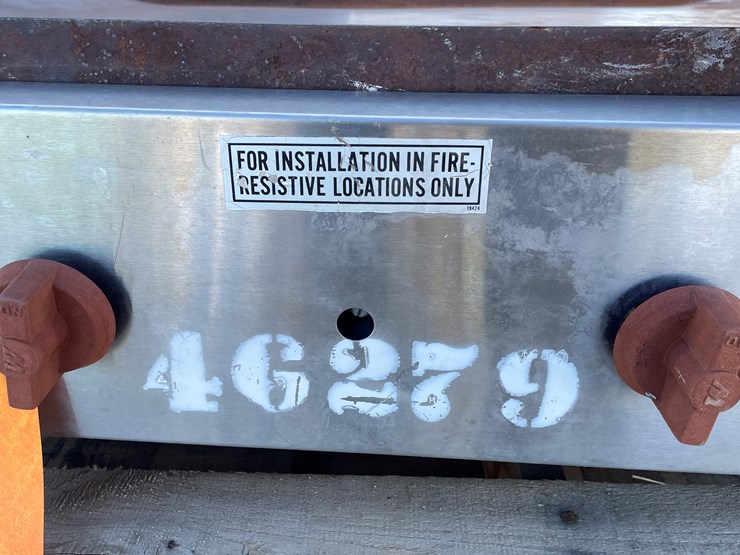 FOR INSTALLATION IN FIRE-
RESISTIVE LOCATIONS ONLY
46279